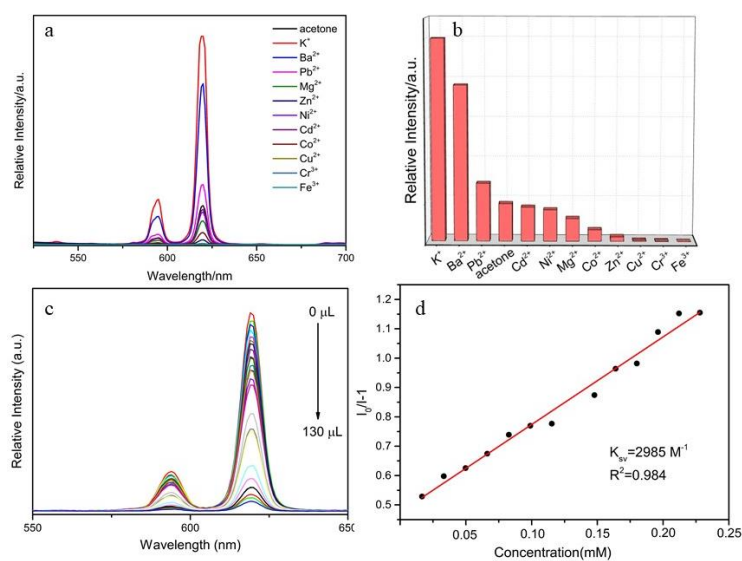 a
Relative Intensity/a.u.
acetone
K⁺
Ba²⁺
Pb²⁺
Mg²⁺
Zn²⁺
Ni²⁺
Cd²⁺
Co²⁺
Cu²⁺
Cr³⁺
Fe³⁺
550 600 650 700
Wavelength/nm
b
Relative Intensity/a.u.
K⁺ Ba²⁺ Pb²⁺ acetone Cd²⁺ Ni²⁺ Mg²⁺ Co²⁺ Zn²⁺ Cu²⁺ Cr³⁺ Fe³⁺
c
Relative Intensity (a.u.)
0 μL
130 μL
550 600 650
Wavelength (nm)
d
I₀/I-1
1.2
1.1
1.0
0.9
0.8
0.7
0.6
0.5
Kₛᵥ=2985 M⁻¹
R²=0.984
0.05 0.10 0.15 0.20 0.25
Concentration(mM)